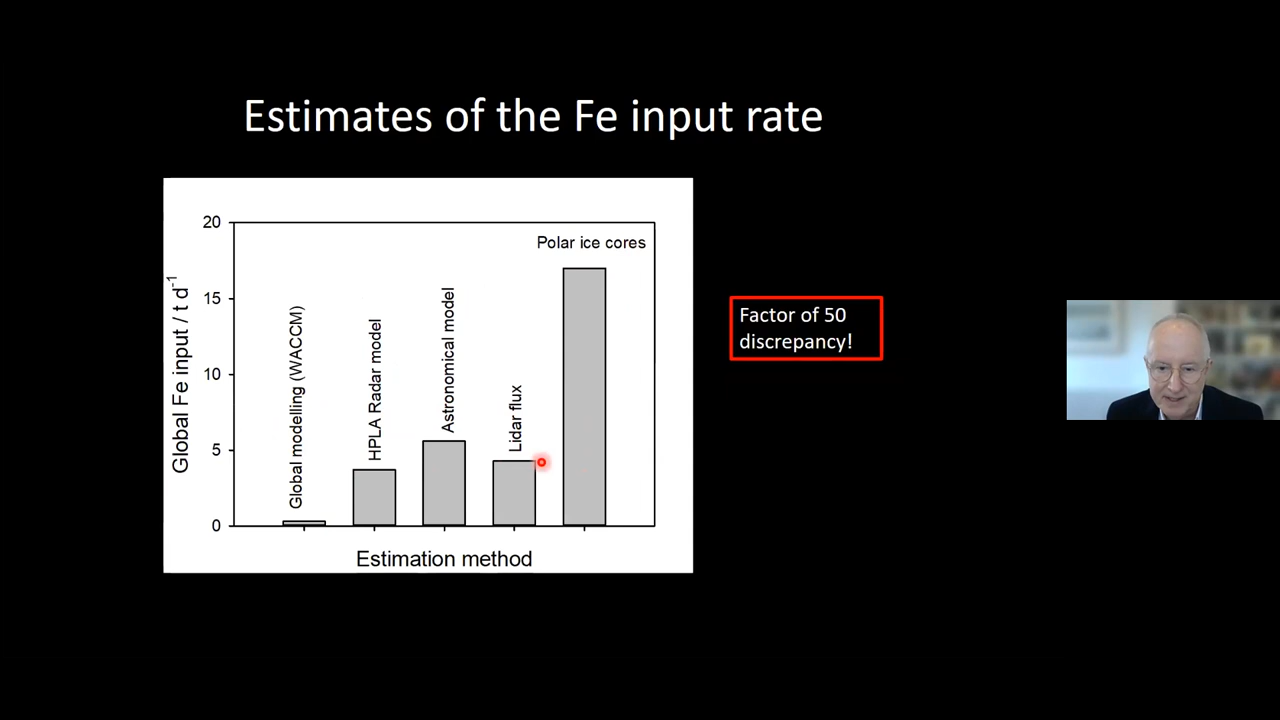 Estimates of the Fe input rate
20
15
10
5
0
Global Fe input / t d⁻¹
Global modelling (WACCM)
HPLA Radar model
Astronomical model
Lidar flux
Polar ice cores
Estimation method
Factor of 50
discrepancy!